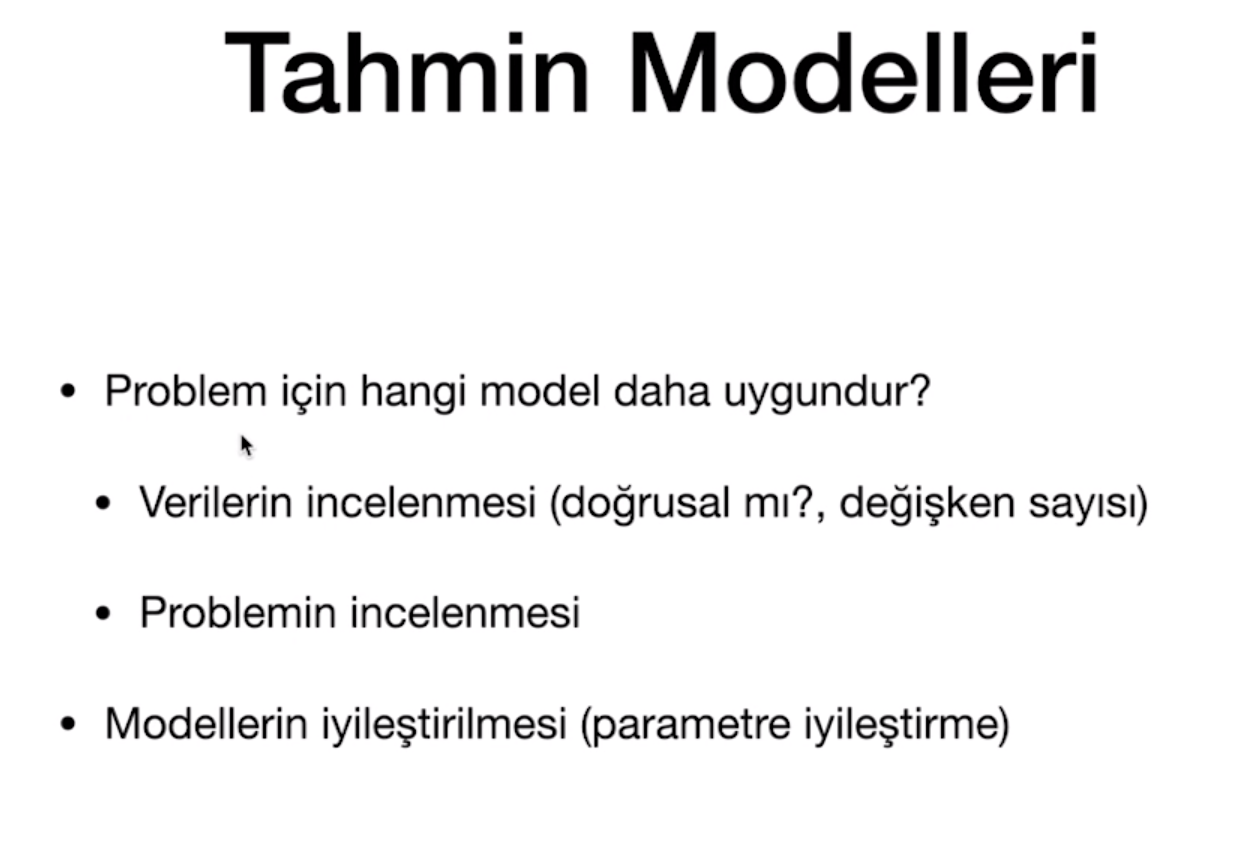 Tahmin Modelleri
• Problem için hangi model daha uygundur?
• Verilerin incelenmesi (doğrusal mı?, değişken sayısı)
• Problemin incelenmesi
• Modellerin iyileştirilmesi (parametre iyileştirme)